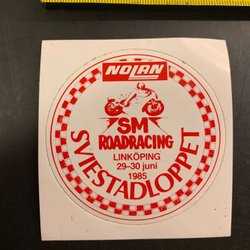 NOLAN
SM
ROADRACING
LINKÖPING
29-30 juni
1985
SVIESTADLOPPET